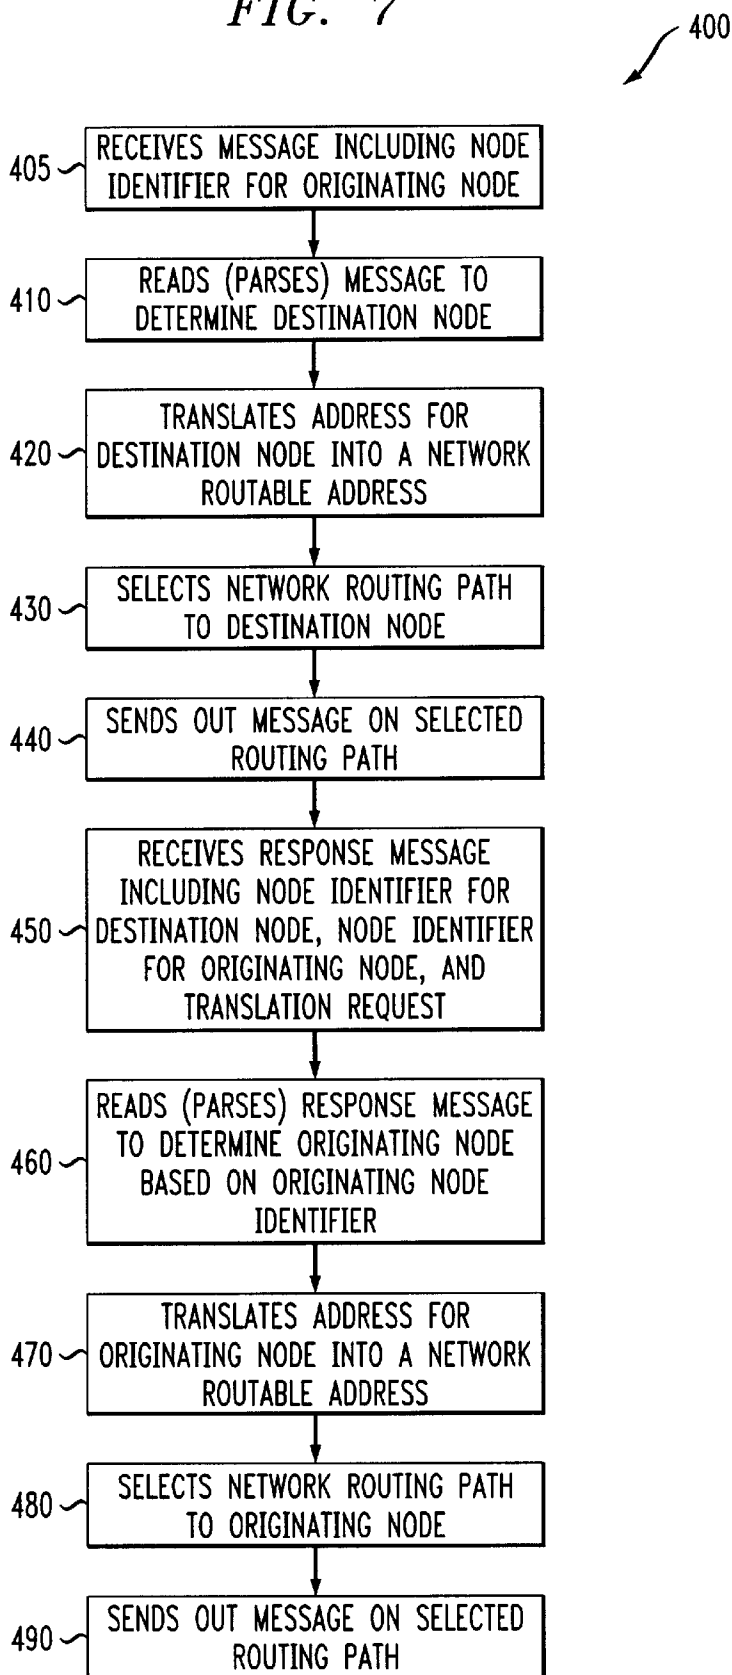 FIG. 7
400
405
RECEIVES MESSAGE INCLUDING NODE
IDENTIFIER FOR ORIGINATING NODE
410
READS (PARSES) MESSAGE TO
DETERMINE DESTINATION NODE
420
TRANSLATES ADDRESS FOR
DESTINATION NODE INTO A NETWORK
ROUTABLE ADDRESS
430
SELECTS NETWORK ROUTING PATH
TO DESTINATION NODE
440
SENDS OUT MESSAGE ON SELECTED
ROUTING PATH
450
RECEIVES RESPONSE MESSAGE
INCLUDING NODE IDENTIFIER FOR
DESTINATION NODE, NODE IDENTIFIER
FOR ORIGINATING NODE, AND
TRANSLATION REQUEST
460
READS (PARSES) RESPONSE MESSAGE
TO DETERMINE ORIGINATING NODE
BASED ON ORIGINATING NODE
IDENTIFIER
470
TRANSLATES ADDRESS FOR
ORIGINATING NODE INTO A NETWORK
ROUTABLE ADDRESS
480
SELECTS NETWORK ROUTING PATH
TO ORIGINATING NODE
490
SENDS OUT MESSAGE ON SELECTED
ROUTING PATH